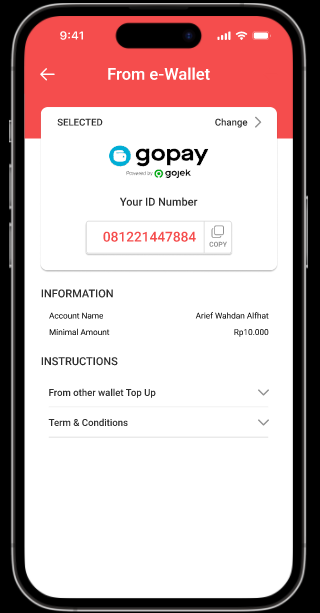 9:41
From e-Wallet
SELECTED
Change
gopay
Powered by gojek
Your ID Number
081221447884
COPY
INFORMATION
Account Name Arief Wahdan Alfhat
Minimal Amount Rp10.000
INSTRUCTIONS
From other wallet Top Up
Term & Conditions